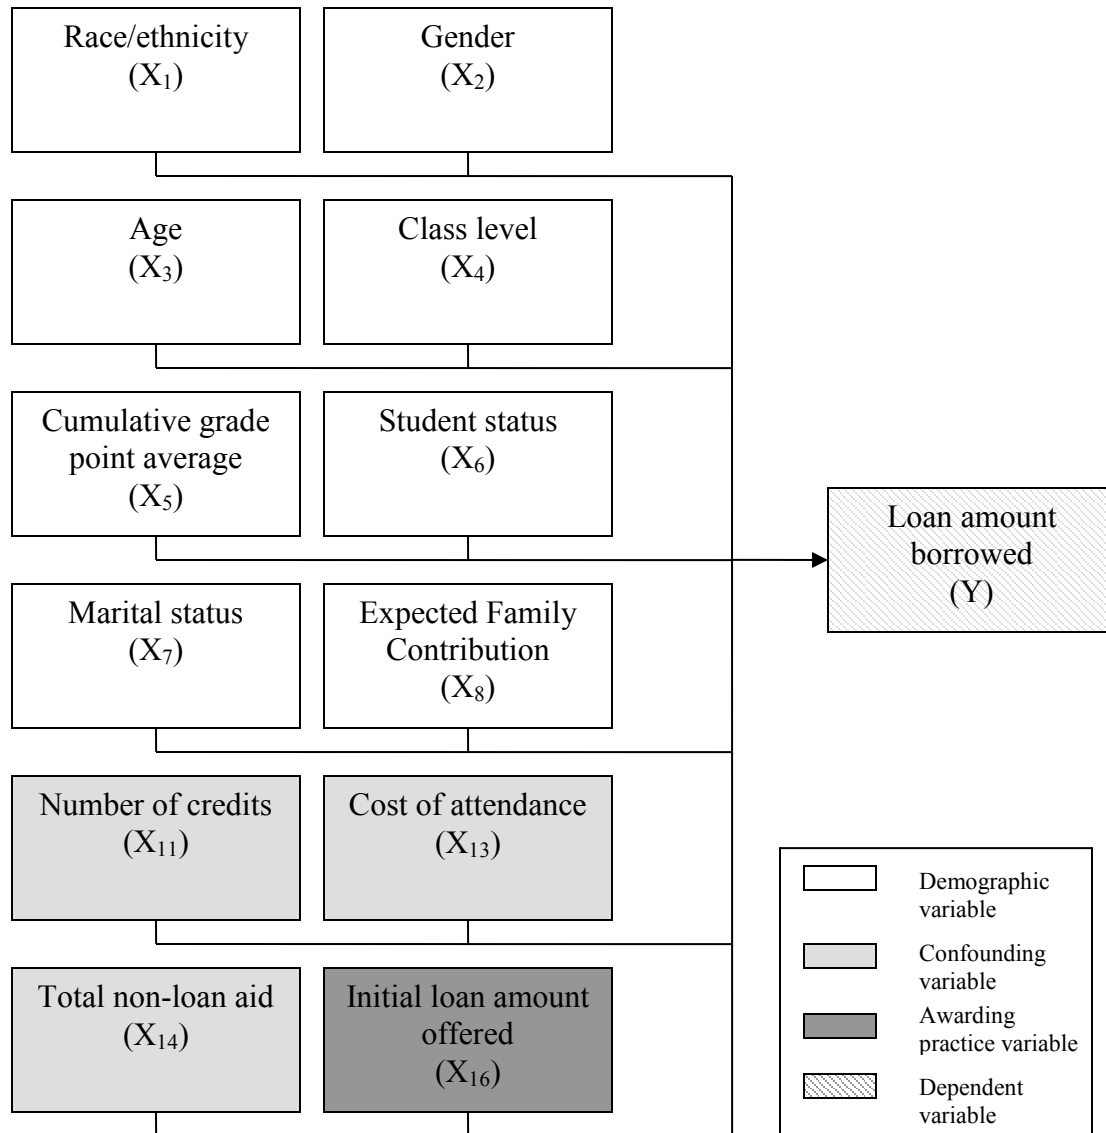 Race/ethnicity
(X₁)
Gender
(X₂)
Age
(X₃)
Class level
(X₄)
Cumulative grade
point average
(X₅)
Student status
(X₆)
Loan amount
borrowed
(Y)
Marital status
(X₇)
Expected Family
Contribution
(X₈)
Number of credits
(X₁₁)
Cost of attendance
(X₁₃)
Total non-loan aid
(X₁₄)
Initial loan amount
offered
(X₁₆)
Demographic
variable
Confounding
variable
Awarding
practice variable
Dependent
variable